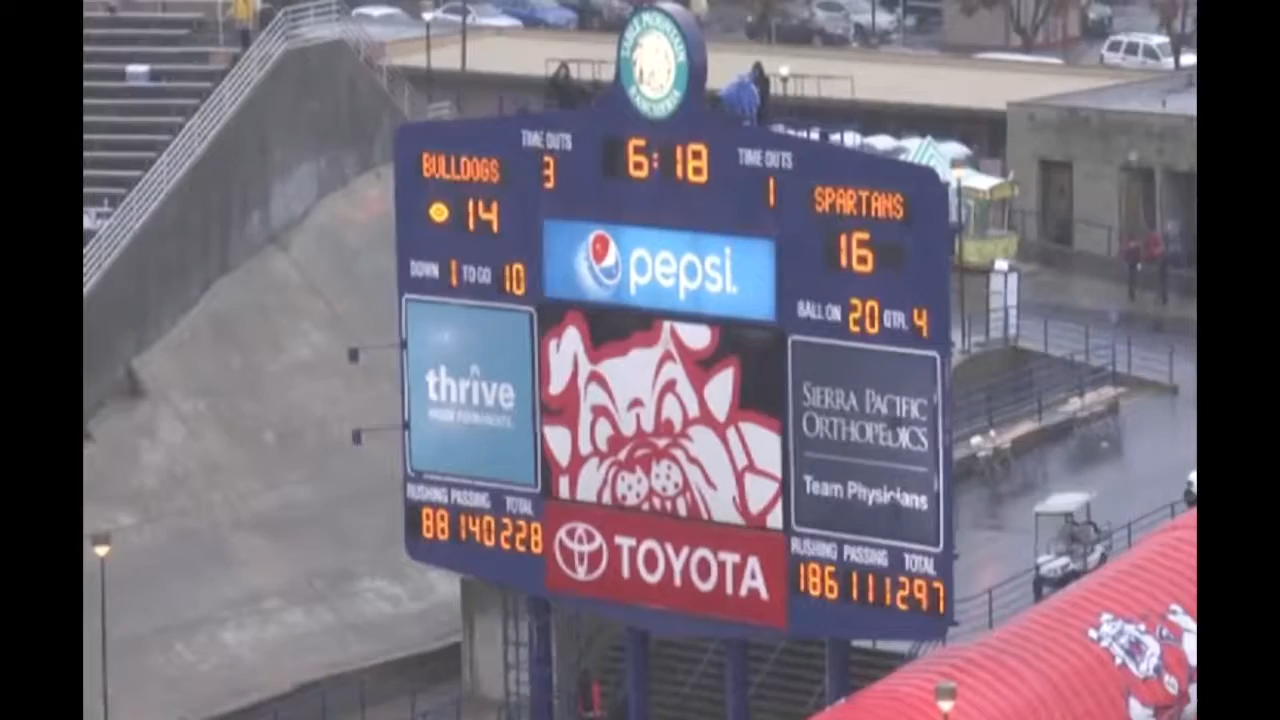 EAGLE MOUNTAIN
TIME OUTS
3
6:18
TIME OUTS
1
BULLDOGS
14
SPARTANS
16
DOWN 1 TO GO 10
pepsi.
BALL ON 20 QTR. 4
thrive
SIERRA PACIFIC
ORTHOPEDICS
Team Physicians
RUSHING PASSING TOTAL
88 140 228
TOYOTA
RUSHING PASSING TOTAL
186 111 297